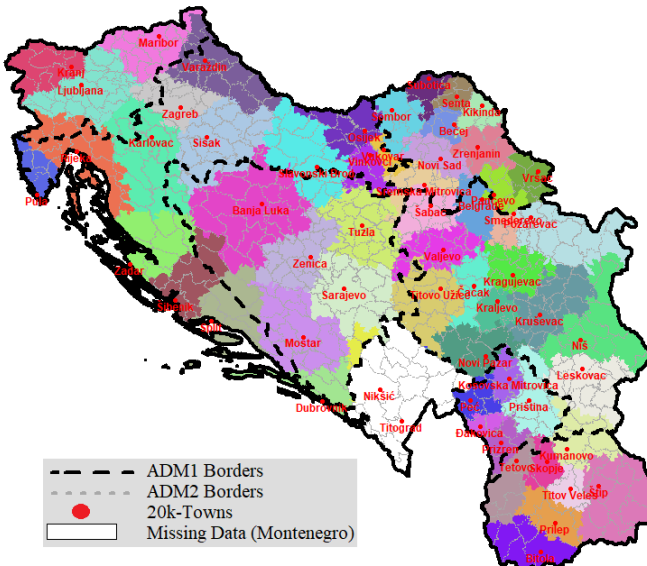 Maribor
Varaždin
Kranj
Ljubljana
Subotica
Senta
Kikinda
Sombor
Zagreb
Bečej
Karlovac
Sisak
Osijek
Vukovar
Vinkovci
Zrenjanin
Novi Sad
Rijeka
Slavonski Brod
Vršac
Sremska Mitrovica
Pančevo
Pula
Banja Luka
Šabac
Belgrade
Smederevo
Požarevac
Tuzla
Valjevo
Zenica
Zadar
Kragujevac
Sarajevo
Titovo Užice
Čačak
Kraljevo
Šibenik
Kruševac
Split
Moštar
Niš
Novi Pazar
Leskovac
Kosovska Mitrovica
Nikšić
Dubrovnik
Peć
Priština
Titograd
Đakovica
Prizren
Kumanovo
Tetovo
Skopje
Titov Veles
Štip
Prilep
Bitola
ADM1 Borders
ADM2 Borders
20k-Towns
Missing Data (Montenegro)